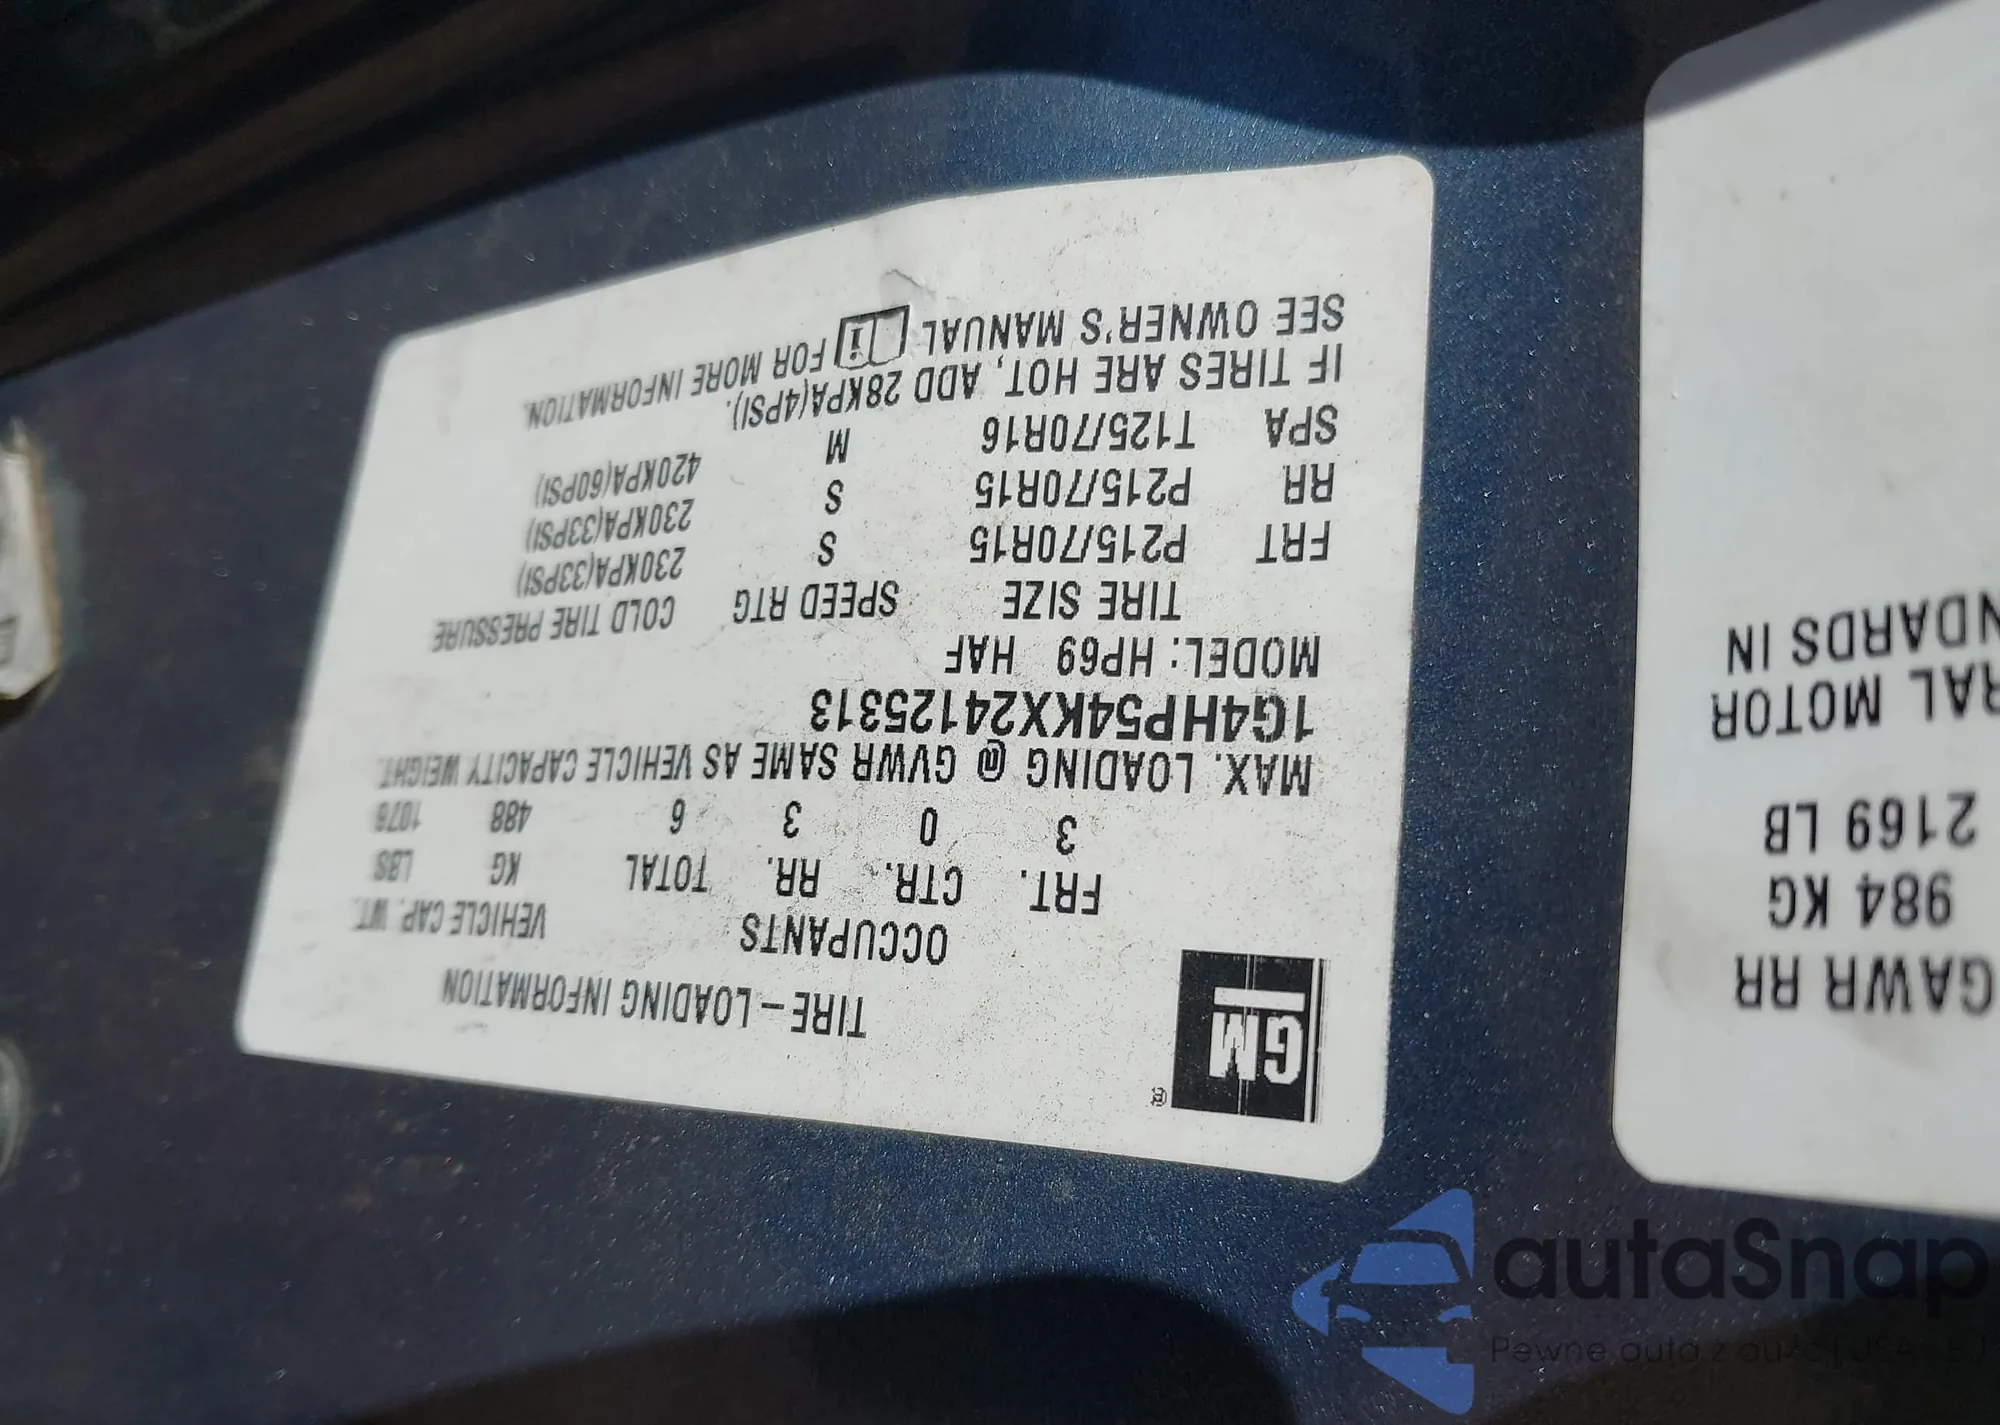 GM
®
TIRE-LOADING INFORMATION
OCCUPANTS VEHICLE CAP. WT.
FRT. CTR. RR. TOTAL KG LBS
3 0 3 6 488 1076
MAX. LOADING @ GVWR SAME AS VEHICLE CAPACITY WEIGHT.
1G4HP54KX24125313
MODEL: HP69 HAF
TIRE SIZE SPEED RTG COLD TIRE PRESSURE
FRT P215/70R15 S 230KPA(33PSI)
RR P215/70R15 S 230KPA(33PSI)
SPA T125/70R16 M 420KPA(60PSI)
IF TIRES ARE HOT, ADD 28KPA(4PSI).
SEE OWNER'S MANUAL FOR MORE INFORMATION.
GAWR RR
984 KG
2169 LB
RAL MOTOR
NDARDS IN
autaSnap
Pewne auta z